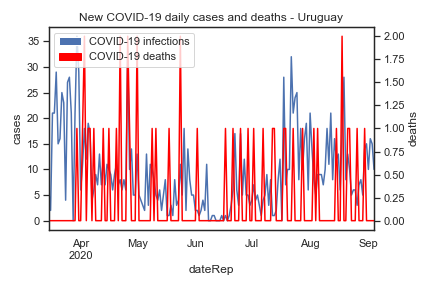 New COVID-19 daily cases and deaths - Uruguay
COVID-19 infections
COVID-19 deaths
35
30
25
20
15
10
5
0
cases
2.00
1.75
1.50
1.25
1.00
0.75
0.50
0.25
0.00
deaths
Apr May Jun Jul Aug Sep
2020
dateRep